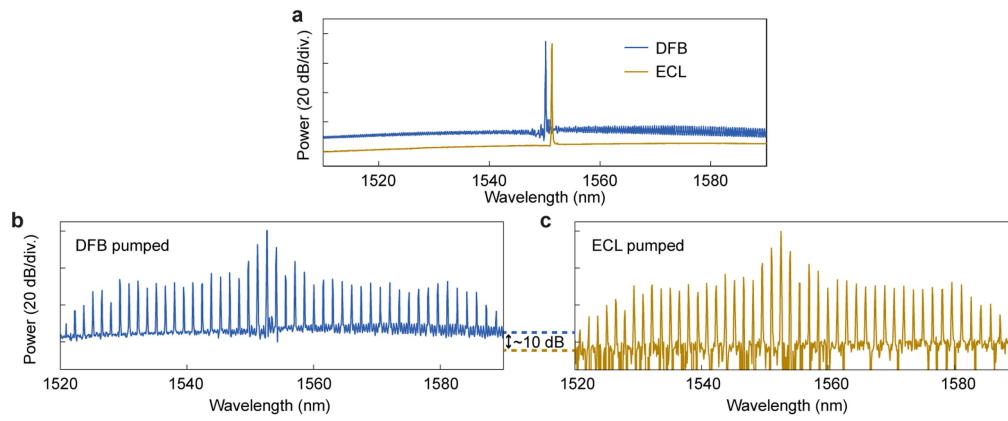 a
Power (20 dB/div.)
DFB
ECL
1520 1540 1560 1580
Wavelength (nm)
b
Power (20 dB/div.)
DFB pumped
1520 1540 1560 1580
Wavelength (nm)
~10 dB
c
ECL pumped
1520 1540 1560 1580
Wavelength (nm)